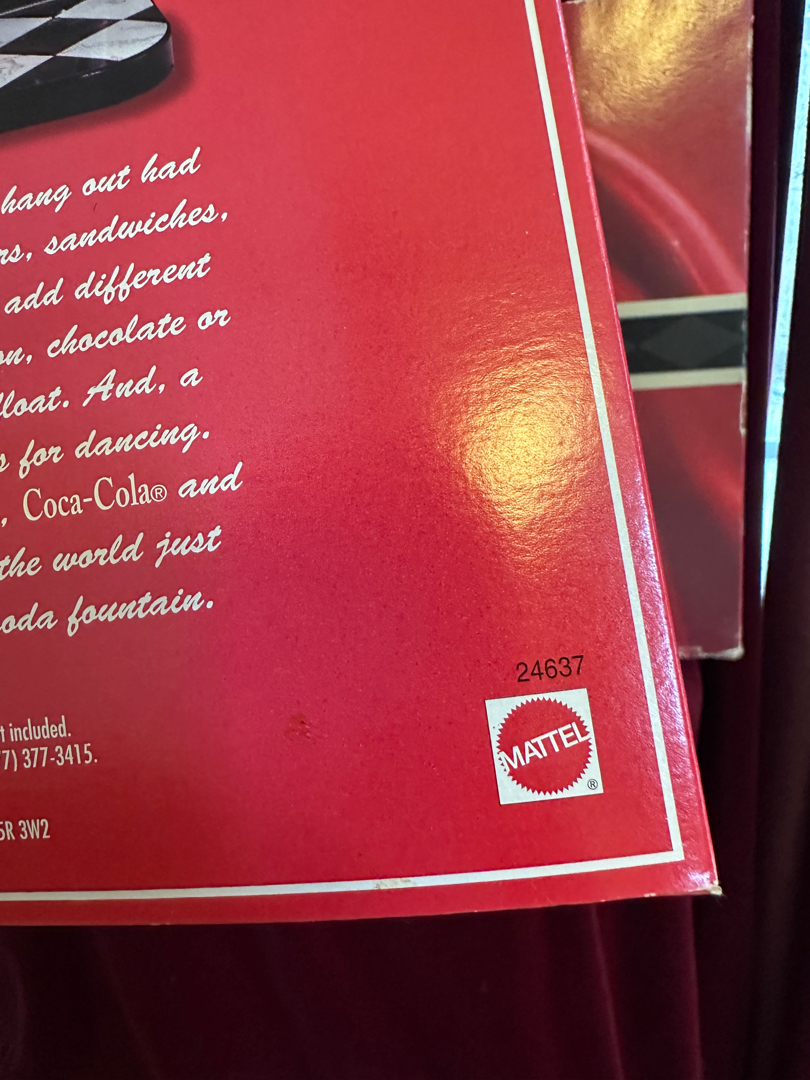 hang out had
rs, sandwiches,
add different
on, chocolate or
loat. And, a
s for dancing.
, Coca-Cola® and
the world just
oda fountain.
24637
MATTEL
®
t included.
7) 377-3415.
5R 3W2